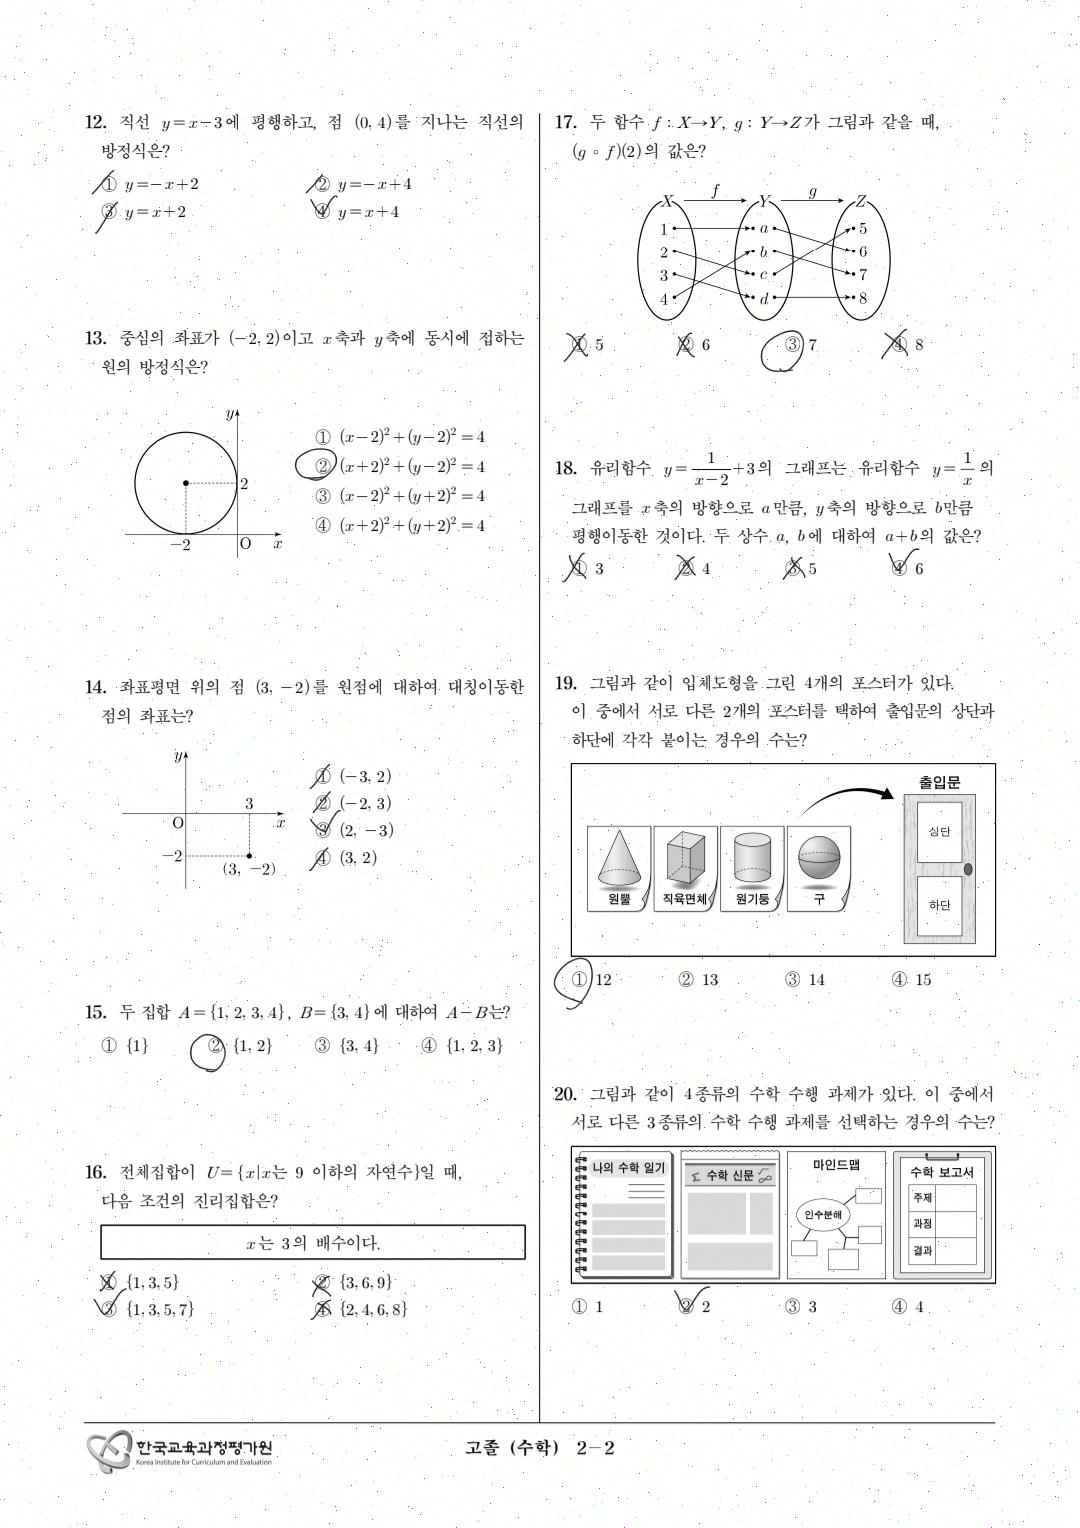 12. 직선 y=x−3에 평행하고, 점 (0, 4)를 지나는 직선의
방정식은?
① y=−x+2 ② y=−x+4
③ y=x+2 ④ y=x+4
13. 중심의 좌표가 (−2, 2)이고 x축과 y축에 동시에 접하는
원의 방정식은?
y
2
−2 O x
① (x−2)²+(y−2)²=4
② (x+2)²+(y−2)²=4
③ (x−2)²+(y+2)²=4
④ (x+2)²+(y+2)²=4
14. 좌표평면 위의 점 (3, −2)를 원점에 대하여 대칭이동한
점의 좌표는?
y
3
O x
−2
(3, −2)
① (−3, 2)
② (−2, 3)
③ (2, −3)
④ (3, 2)
15. 두 집합 A={1, 2, 3, 4}, B={3, 4}에 대하여 A−B는?
① {1} ② {1, 2} ③ {3, 4} ④ {1, 2, 3}
16. 전체집합이 U={x|x는 9 이하의 자연수}일 때,
다음 조건의 진리집합은?
x는 3의 배수이다.
① {1, 3, 5} ② {3, 6, 9}
③ {1, 3, 5, 7} ④ {2, 4, 6, 8}
17. 두 함수 f : X→Y, g : Y→Z가 그림과 같을 때,
(g∘f)(2)의 값은?
X f Y g Z
1 a 5
2 b 6
3 c 7
4 d 8
① 5 ② 6 ③ 7 ④ 8
18. 유리함수 y=1/(x−2)+3의 그래프는 유리함수 y=1/x의
그래프를 x축의 방향으로 a만큼, y축의 방향으로 b만큼
평행이동한 것이다. 두 상수 a, b에 대하여 a+b의 값은?
① 3 ② 4 ③ 5 ④ 6
19. 그림과 같이 입체도형을 그린 4개의 포스터가 있다.
이 중에서 서로 다른 2개의 포스터를 택하여 출입문의 상단과
하단에 각각 붙이는 경우의 수는?
출입문
상단
하단
원뿔 직육면체 원기둥 구
① 12 ② 13 ③ 14 ④ 15
20. 그림과 같이 4종류의 수학 수행 과제가 있다. 이 중에서
서로 다른 3종류의 수학 수행 과제를 선택하는 경우의 수는?
나의 수학 일기
Σ 수학 신문 √ ∞
마인드맵
인수분해
수학 보고서
주제
과정
결과
① 1 ② 2 ③ 3 ④ 4
한국교육과정평가원
Korea Institute for Curriculum and Evaluation
고졸 (수학) 2−2